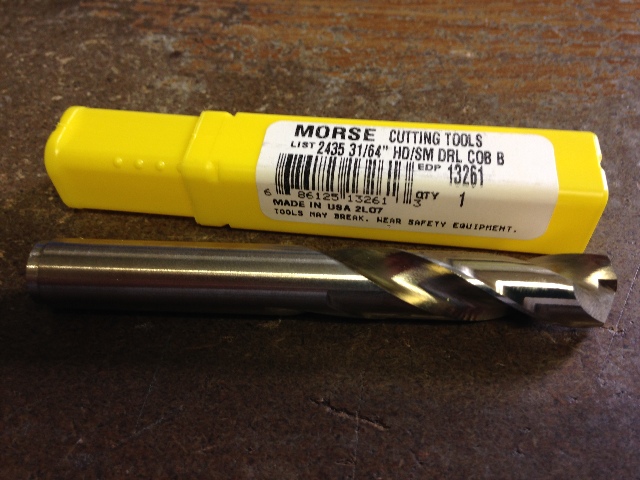 MORSE CUTTING TOOLS
LIST 2435 31/64" HD/SM DRL COB B
EDP 13261
6 86125 13261 3 QTY 1
MADE IN USA 2L07
TOOLS MAY BREAK. WEAR SAFETY EQUIPMENT.